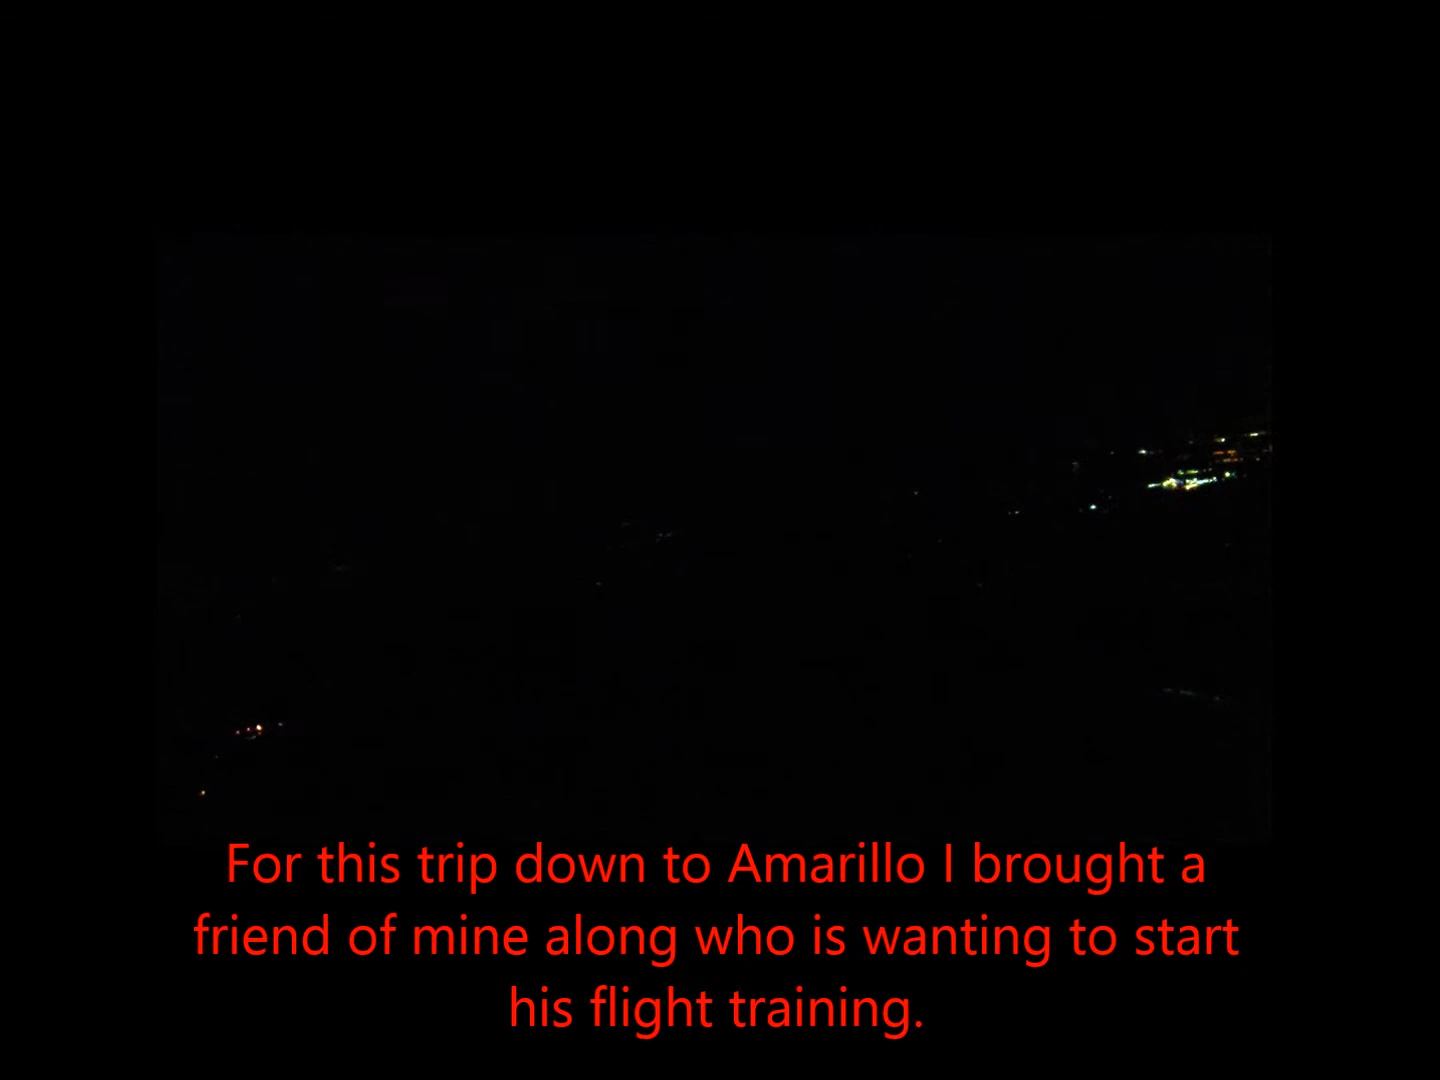 For this trip down to Amarillo I brought a
friend of mine along who is wanting to start
his flight training.